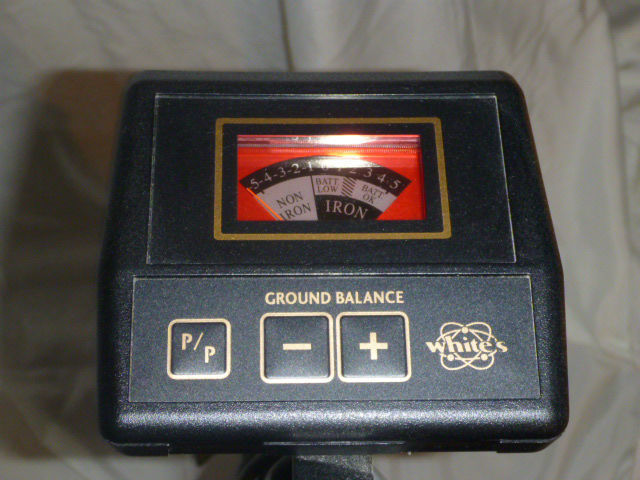 5-4-3-2-1 0 1 2 3 4 5
BATT LOW
BATT OK
NON IRON
IRON
GROUND BALANCE
P/P
- +
white's